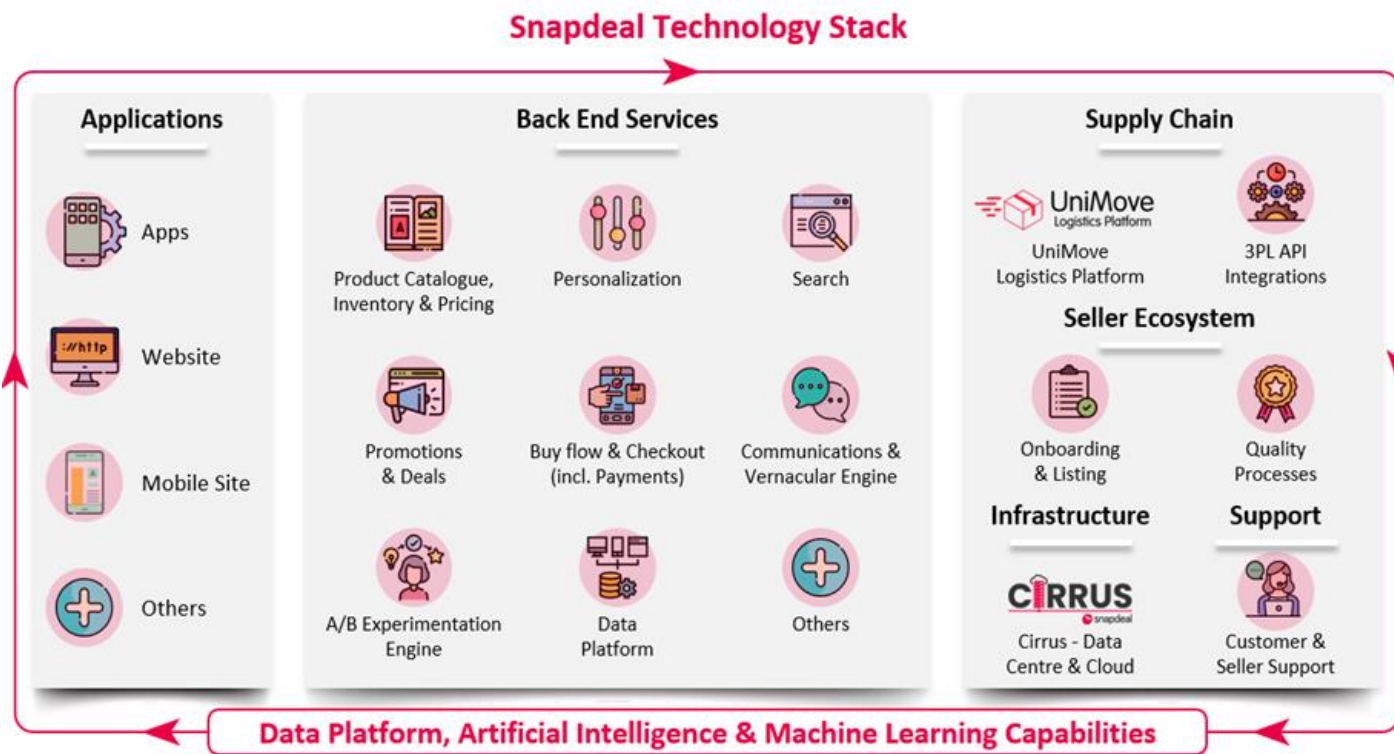 Snapdeal Technology Stack
Applications
Apps
://http
Website
Mobile Site
Others
Back End Services
A
Product Catalogue,
Inventory & Pricing
Personalization
Search
Promotions
& Deals
Buy flow & Checkout
(incl. Payments)
Communications &
Vernacular Engine
A/B Experimentation
Engine
Data
Platform
Others
Supply Chain
UniMove
Logistics Platform
UniMove
Logistics Platform
3PL API
Integrations
Seller Ecosystem
Onboarding
& Listing
Quality
Processes
Infrastructure
CIRRUS
snapdeal
Cirrus - Data
Centre & Cloud
Support
Customer &
Seller Support
Data Platform, Artificial Intelligence & Machine Learning Capabilities